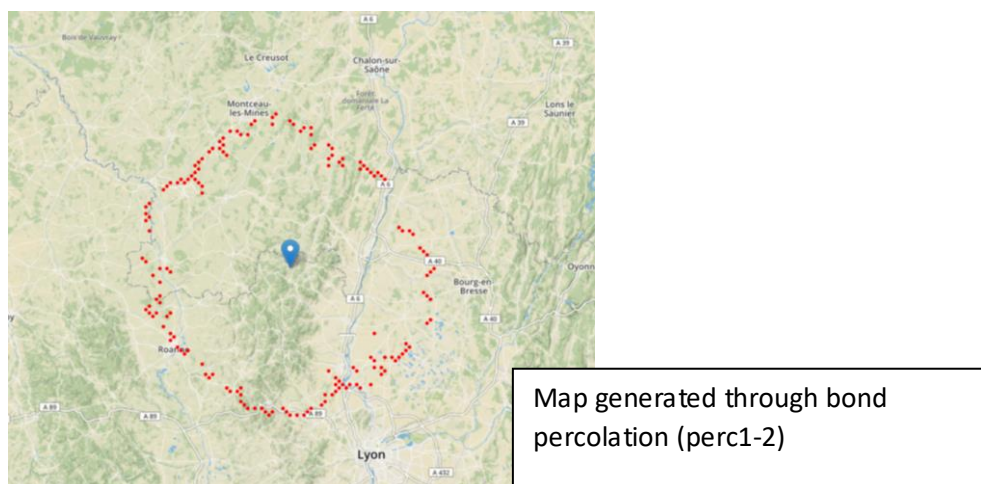 A 6
Bois de Vauvray
A 39
Le Creusot
Chalon-sur-
Saône
Forêt
domaniale La
Ferté
Montceau-
les-Mines
Lons le
Saunier
A 39
A 6
A 40
Bourg-en
Bresse
Oyonn
A 6
A 40
Roanne
A 89
A 89
A 89
Lyon
A 432
Map generated through bond
percolation (perc1-2)